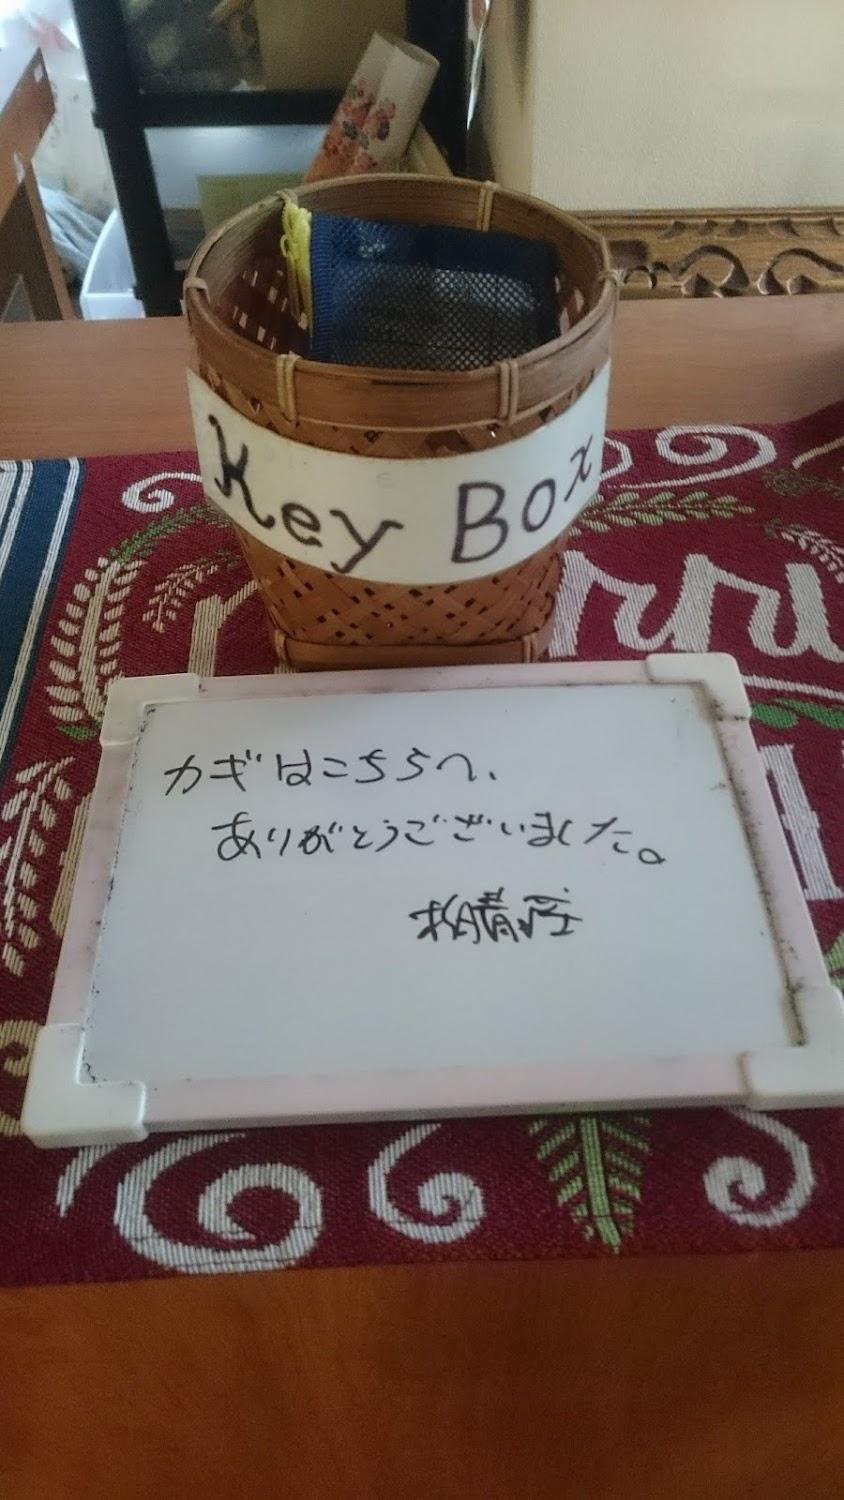 Key Box
カギはこちらへ、
ありがとうございました。